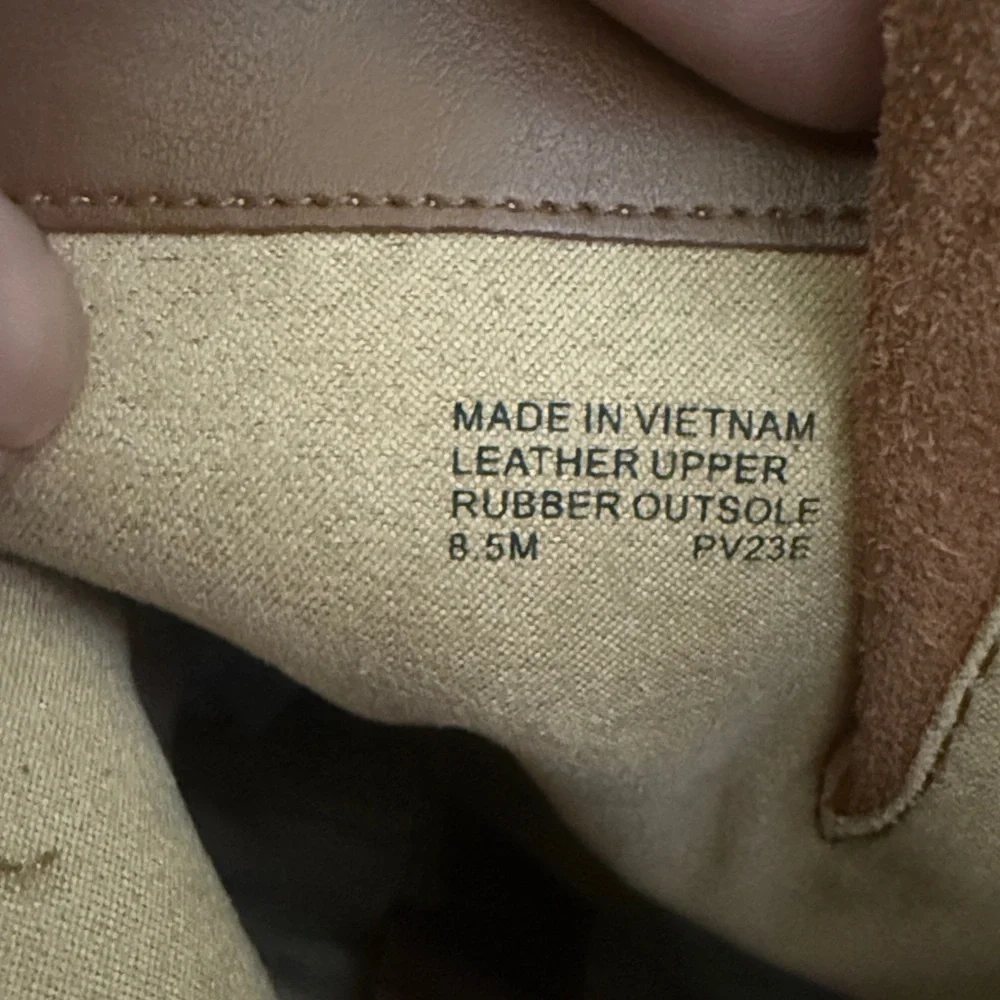 MADE IN VIETNAM
LEATHER UPPER
RUBBER OUTSOLE
8.5M PV23E